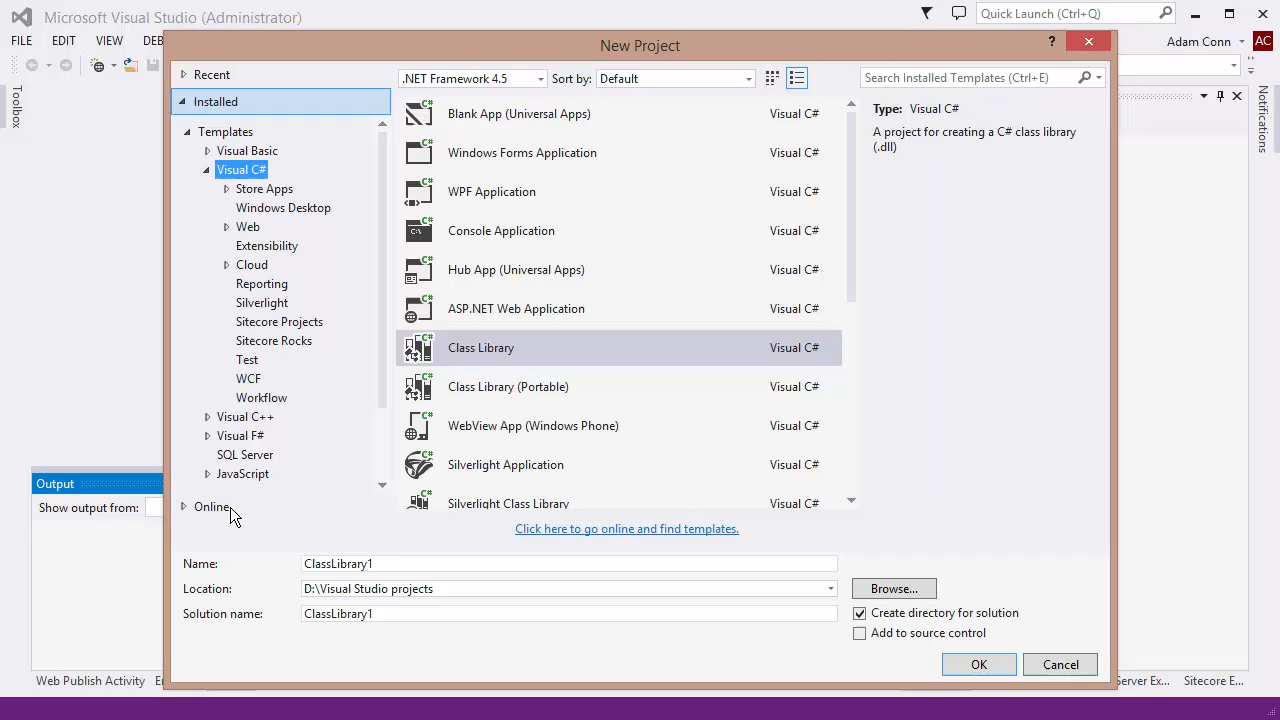 Microsoft Visual Studio (Administrator)
Quick Launch (Ctrl+Q)
FILE EDIT VIEW
Adam Conn AC
New Project
?
Toolbox
Notifications
Recent
Installed
.NET Framework 4.5
Sort by: Default
Search Installed Templates (Ctrl+E)
Templates
Visual Basic
Visual C#
Store Apps
Windows Desktop
Web
Extensibility
Cloud
Reporting
Silverlight
Sitecore Projects
Sitecore Rocks
Test
WCF
Workflow
Visual C++
Visual F#
SQL Server
JavaScript
Online
Blank App (Universal Apps) Visual C#
Windows Forms Application Visual C#
WPF Application Visual C#
Console Application Visual C#
Hub App (Universal Apps) Visual C#
ASP.NET Web Application Visual C#
Class Library Visual C#
Class Library (Portable) Visual C#
WebView App (Windows Phone) Visual C#
Silverlight Application Visual C#
Silverlight Class Library Visual C#
Type: Visual C#
A project for creating a C# class library
(.dll)
Click here to go online and find templates.
Output
Show output from:
Name: ClassLibrary1
Location: D:\Visual Studio projects
Browse...
Solution name: ClassLibrary1
Create directory for solution
Add to source control
OK Cancel
Web Publish Activity
Server Ex... Sitecore E...